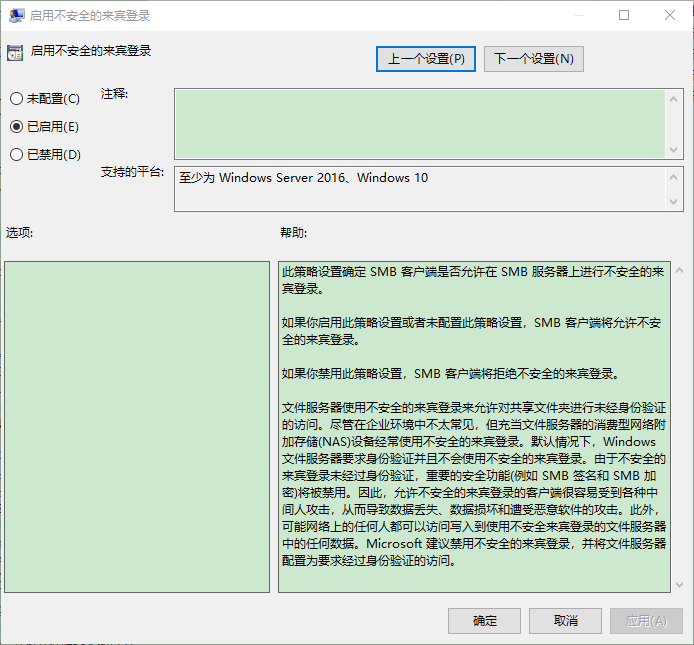 启用不安全的来宾登录
启用不安全的来宾登录
上一个设置(P)
下一个设置(N)
未配置(C)
注释:
已启用(E)
已禁用(D)
支持的平台:
至少为 Windows Server 2016、Windows 10
选项:
帮助:
此策略设置确定 SMB 客户端是否允许在 SMB 服务器上进行不安全的来
宾登录。
如果你启用此策略设置或者未配置此策略设置，SMB 客户端将允许不安
全的来宾登录。
如果你禁用此策略设置，SMB 客户端将拒绝不安全的来宾登录。
文件服务器使用不安全的来宾登录来允许对共享文件夹进行未经身份验证
的访问。尽管在企业环境中不太常见，但充当文件服务器的消费型网络附
加存储(NAS)设备经常使用不安全的来宾登录。默认情况下，Windows
文件服务器要求身份验证并且不会使用不安全的来宾登录。由于不安全的
来宾登录未经过身份验证，重要的安全功能(例如 SMB 签名和 SMB 加
密)将被禁用。因此，允许不安全的来宾登录的客户端很容易受到各种中
间人攻击，从而导致数据丢失、数据损坏和遭受恶意软件的攻击。此外，
可能网络上的任何人都可以访问写入到使用不安全来宾登录的文件服务器
中的任何数据。Microsoft 建议禁用不安全的来宾登录，并将文件服务器
配置为要求经过身份验证的访问。
确定
取消
应用(A)